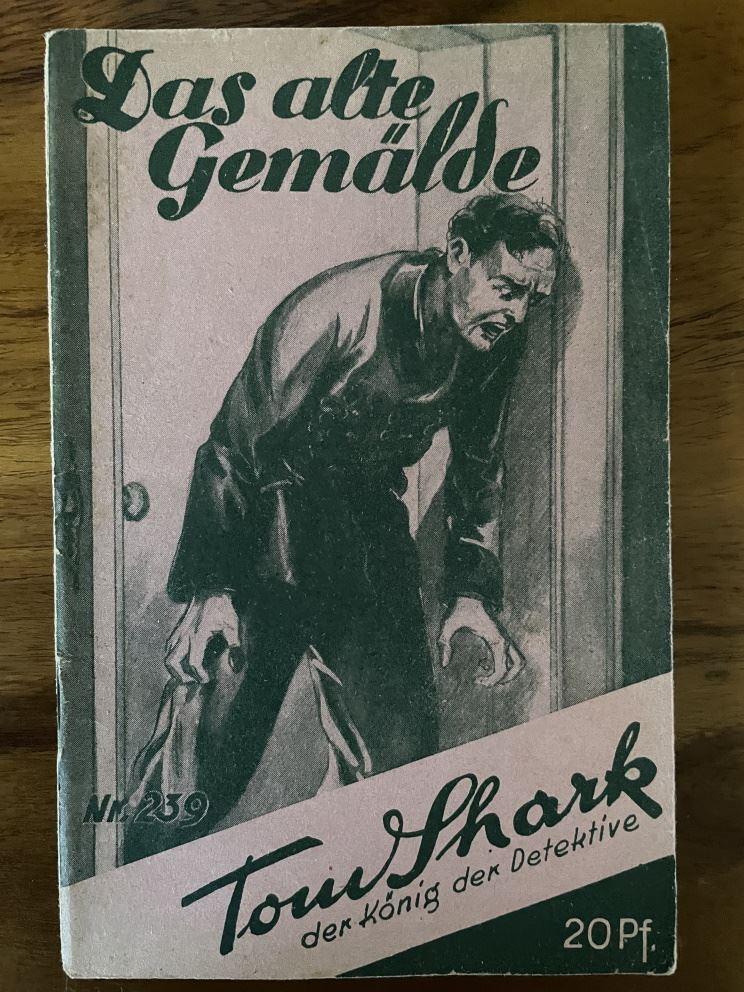 Das alte
Gemälde
Nr. 239
Tom Shark
der König der Detektive
20 Pf.